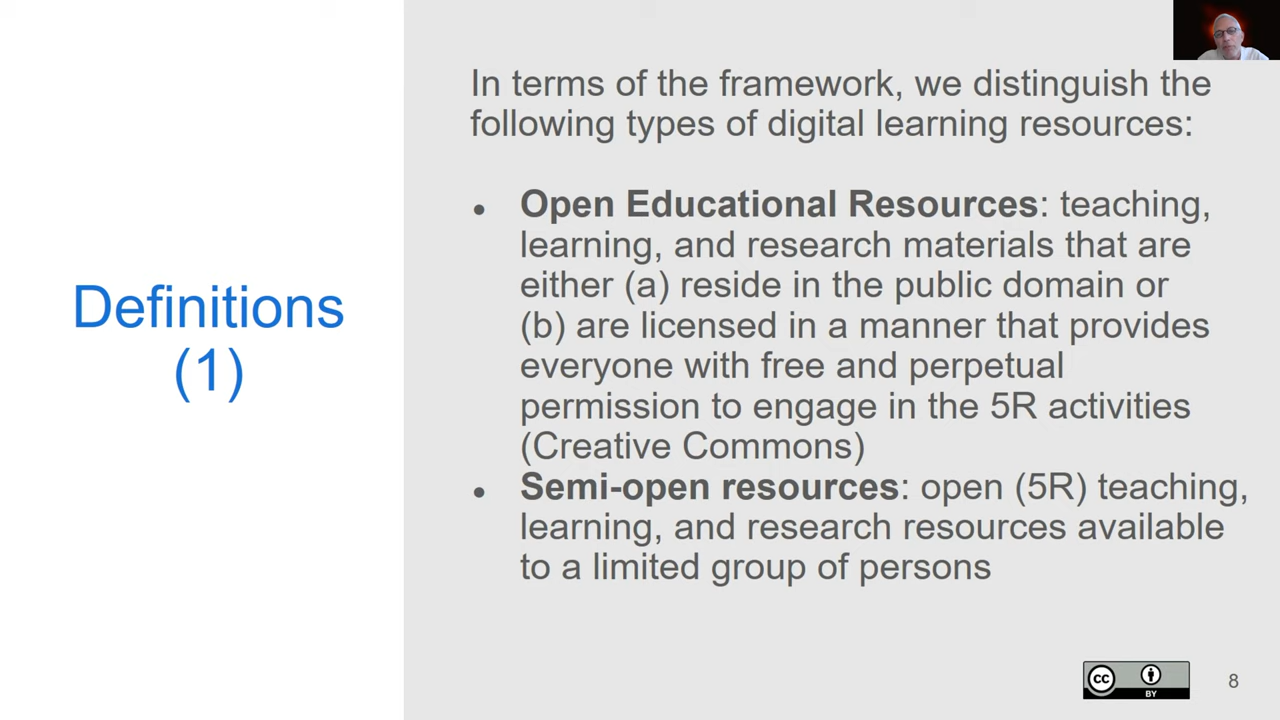 Definitions
(1)
In terms of the framework, we distinguish the
following types of digital learning resources:
● Open Educational Resources: teaching,
learning, and research materials that are
either (a) reside in the public domain or
(b) are licensed in a manner that provides
everyone with free and perpetual
permission to engage in the 5R activities
(Creative Commons)
● Semi-open resources: open (5R) teaching,
learning, and research resources available
to a limited group of persons
cc
BY
8